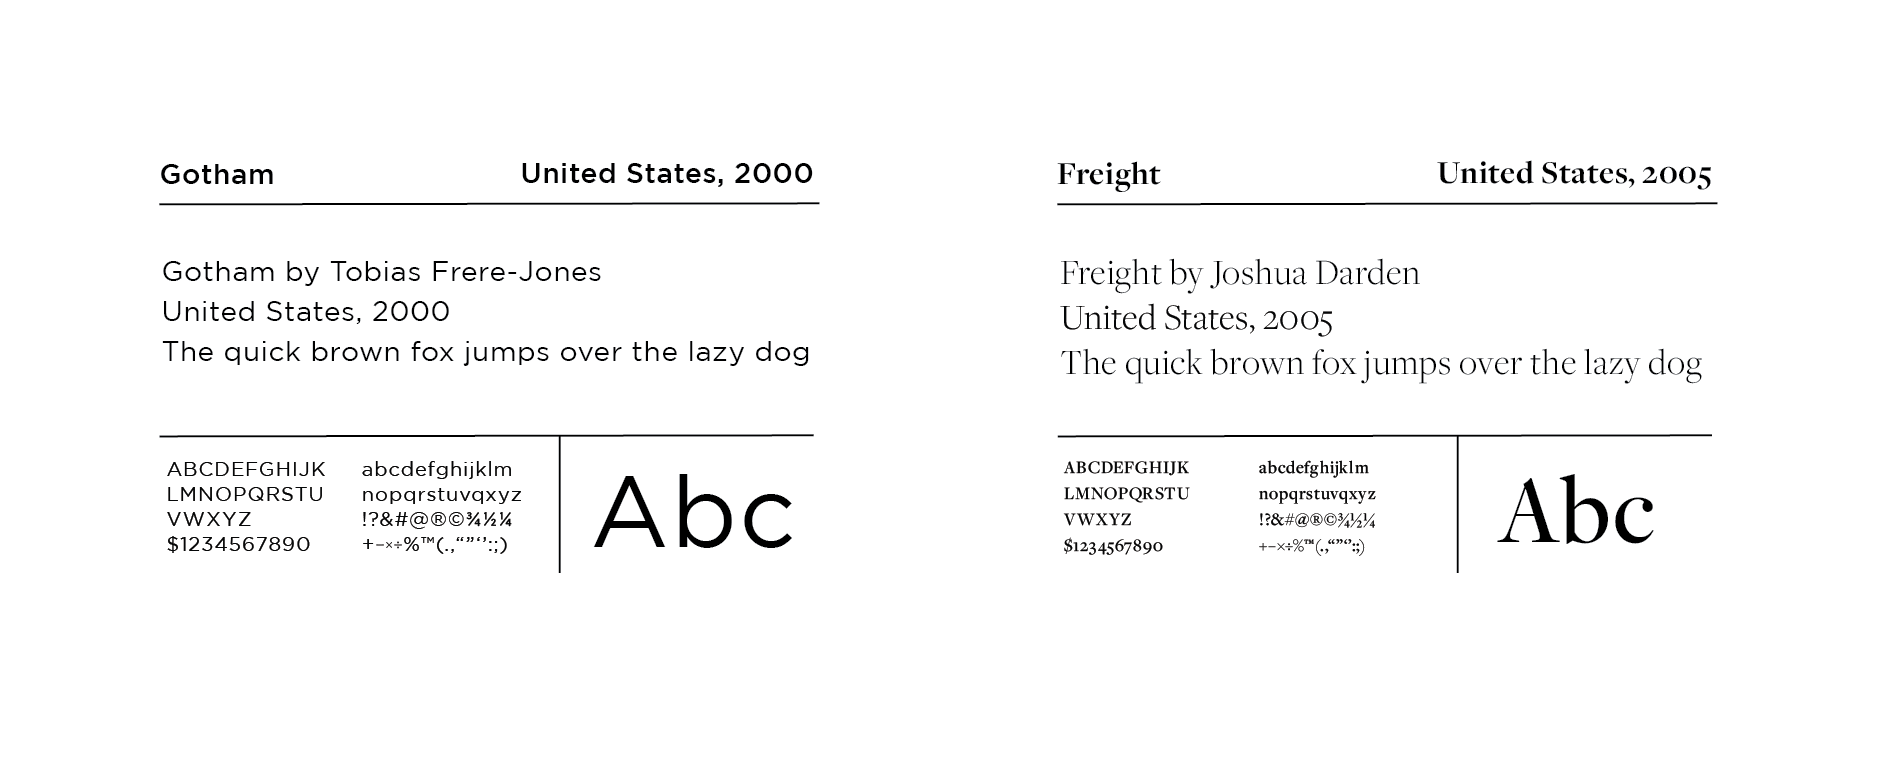 Gotham United States, 2000
Gotham by Tobias Frere-Jones
United States, 2000
The quick brown fox jumps over the lazy dog
ABCDEFGHIJK
LMNOPQRSTU
VWXYZ
$1234567890
abcdefghijklm
nopqrstuvqxyz
!?&#@®©¾½¼
+−×÷%™(.,“”‘’:;)
Abc
Freight United States, 2005
Freight by Joshua Darden
United States, 2005
The quick brown fox jumps over the lazy dog
ABCDEFGHIJK
LMNOPQRSTU
VWXYZ
$1234567890
abcdefghijklm
nopqrstuvqxyz
!?&#@®©¾½¼
+−×÷%™(.,“”‘’:;)
Abc